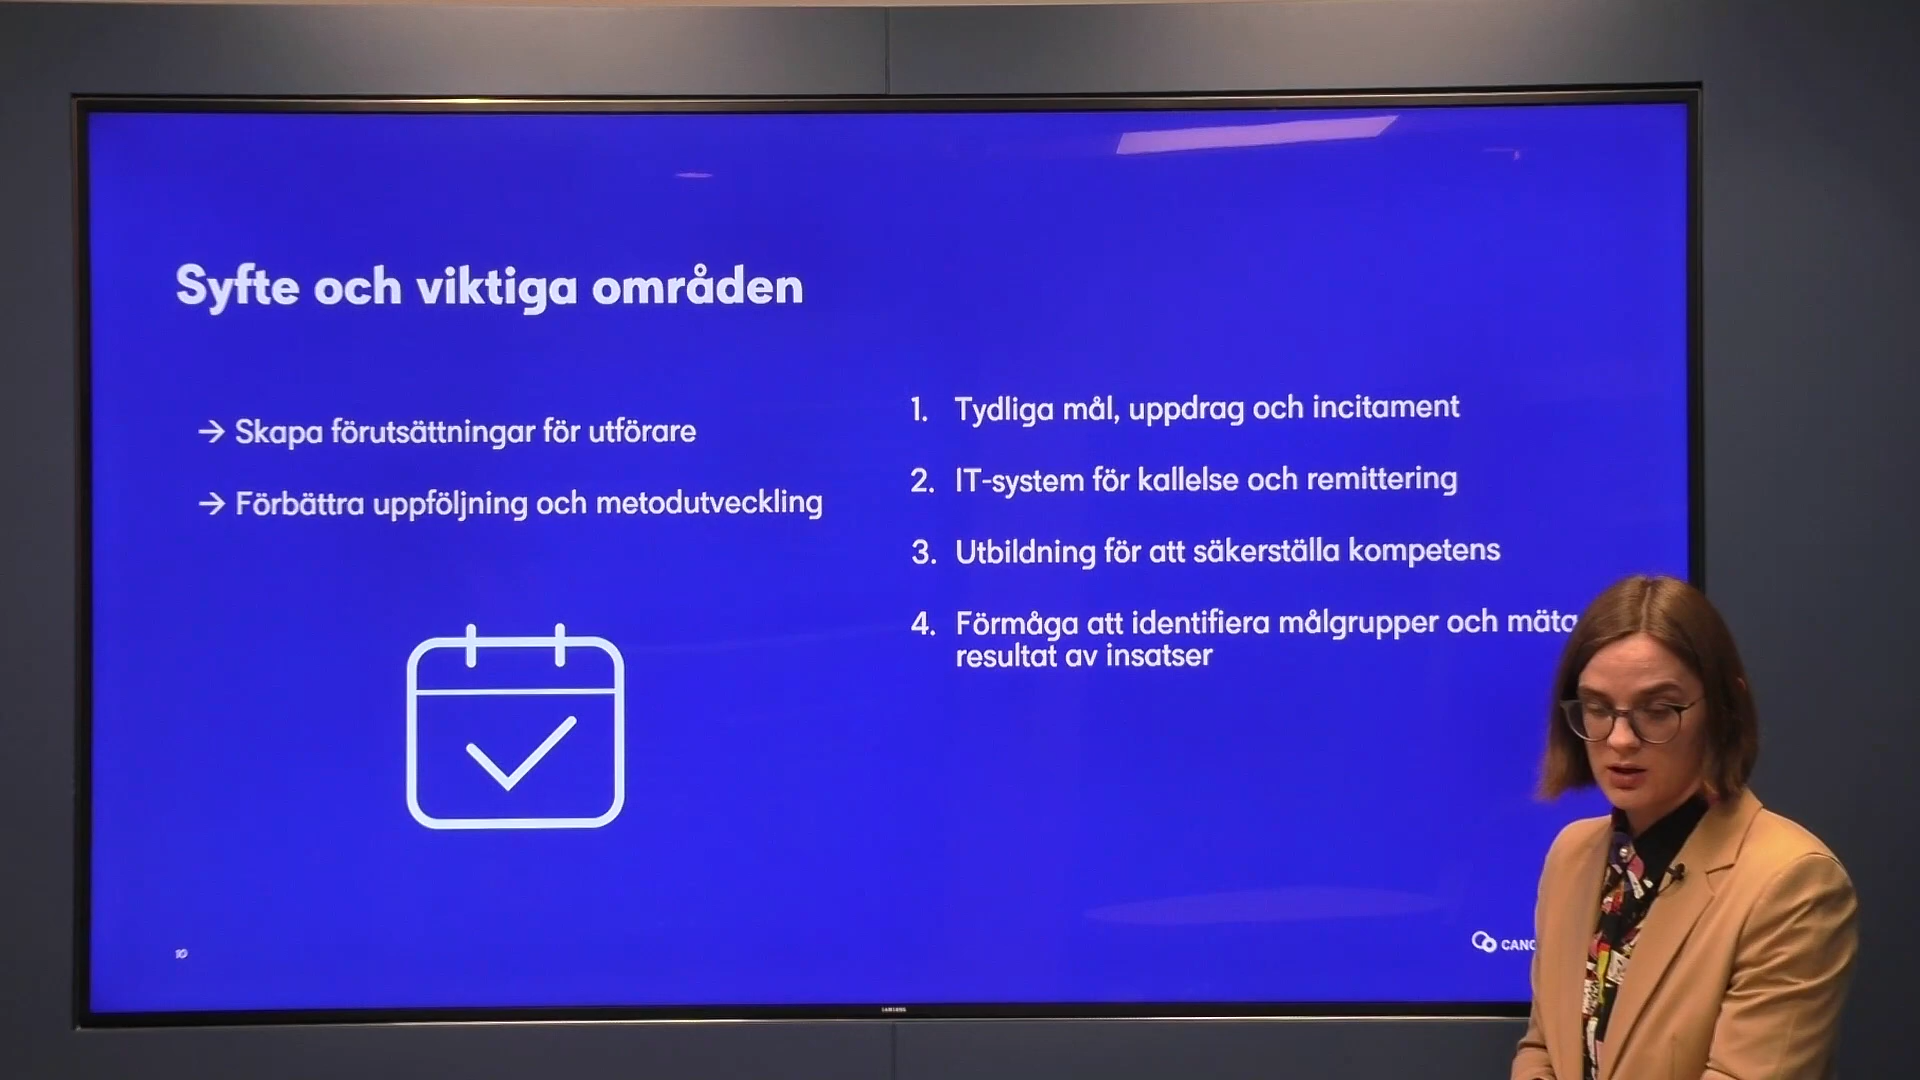 Syfte och viktiga områden
→ Skapa förutsättningar för utförare
→ Förbättra uppföljning och metodutveckling
1. Tydliga mål, uppdrag och incitament
2. IT-system för kallelse och remittering
3. Utbildning för att säkerställa kompetens
4. Förmåga att identifiera målgrupper och mäta
resultat av insatser
10
SAMSUNG